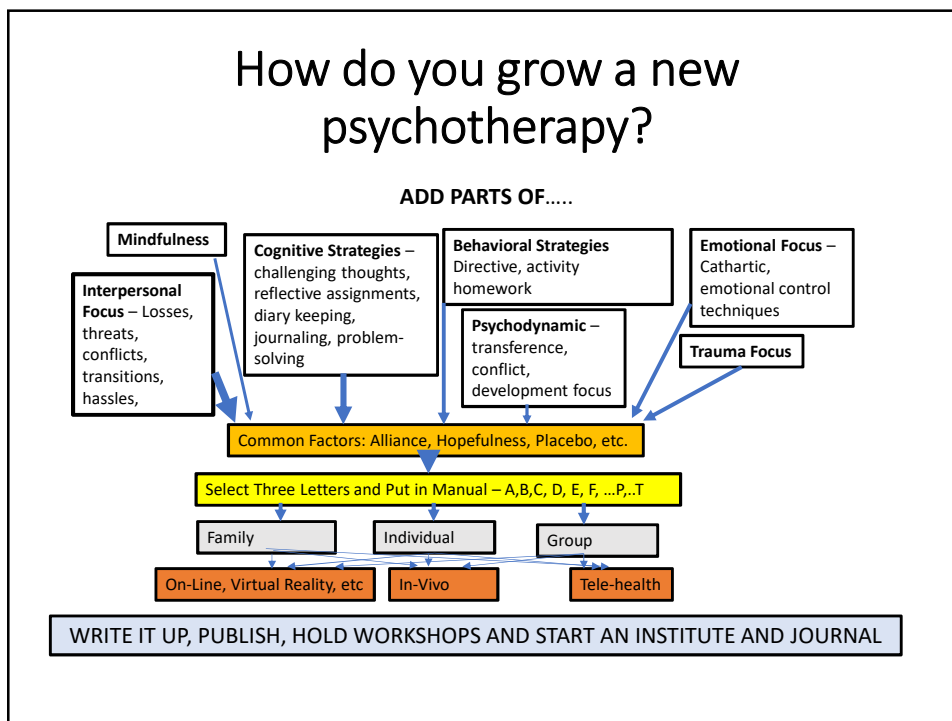 How do you grow a new
psychotherapy?
ADD PARTS OF.....
Mindfulness
Interpersonal
Focus – Losses,
threats,
conflicts,
transitions,
hassles,
Cognitive Strategies –
challenging thoughts,
reflective assignments,
diary keeping,
journaling, problem-
solving
Behavioral Strategies
Directive, activity
homework
Psychodynamic –
transference,
conflict,
development focus
Emotional Focus –
Cathartic,
emotional control
techniques
Trauma Focus
Common Factors: Alliance, Hopefulness, Placebo, etc.
Select Three Letters and Put in Manual – A,B,C, D, E, F, ...P,..T
Family
Individual
Group
On-Line, Virtual Reality, etc
In-Vivo
Tele-health
WRITE IT UP, PUBLISH, HOLD WORKSHOPS AND START AN INSTITUTE AND JOURNAL